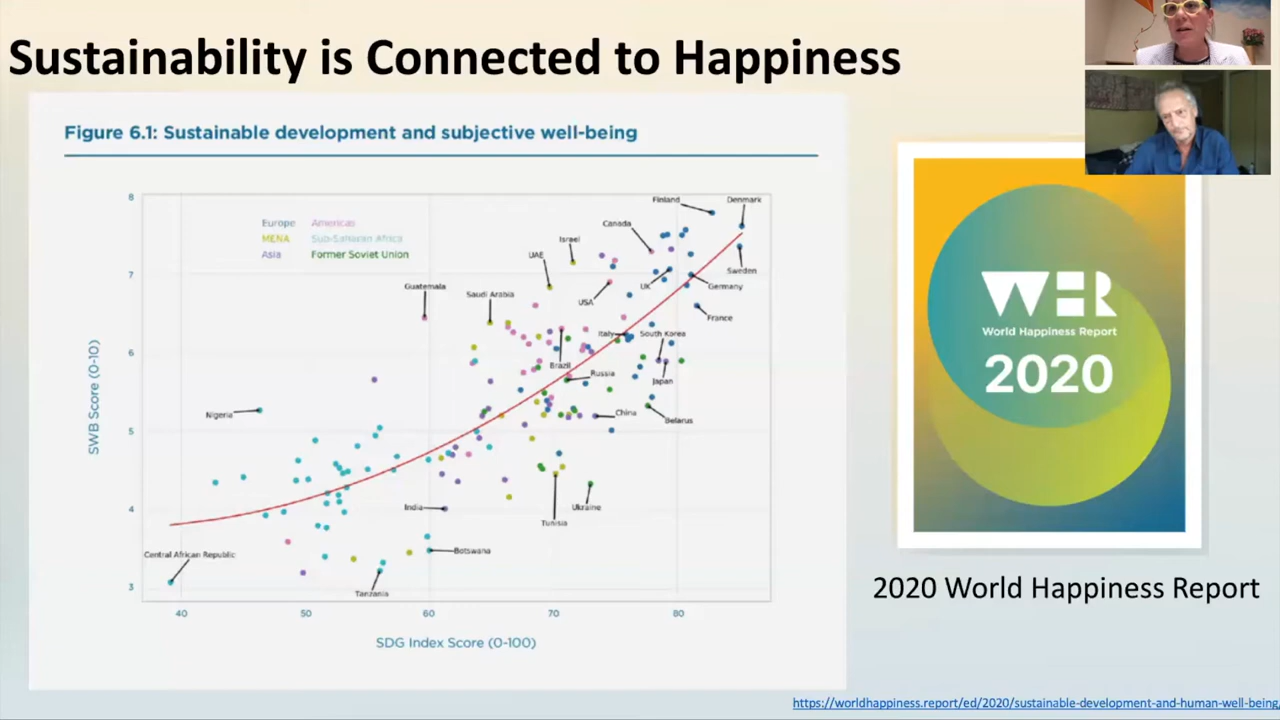 Sustainability is Connected to Happiness
Figure 6.1: Sustainable development and subjective well-being
Europe Americas
MENA Sub-Saharan Africa
Asia Former Soviet Union
SWB Score (0-10)
8
7
6
5
4
3
Finland
Denmark
Canada
Israel
UAE
Sweden
UK
Germany
Guatemala
Saudi Arabia
USA
France
Italy
South Korea
Brazil
Russia
Japan
Nigeria
China
Belarus
India
Ukraine
Tunisia
Central African Republic
Botswana
Tanzania
40 50 60 70 80
SDG Index Score (0-100)
WHR
World Happiness Report
2020
2020 World Happiness Report
https://worldhappiness.report/ed/2020/sustainable-development-and-human-well-being/